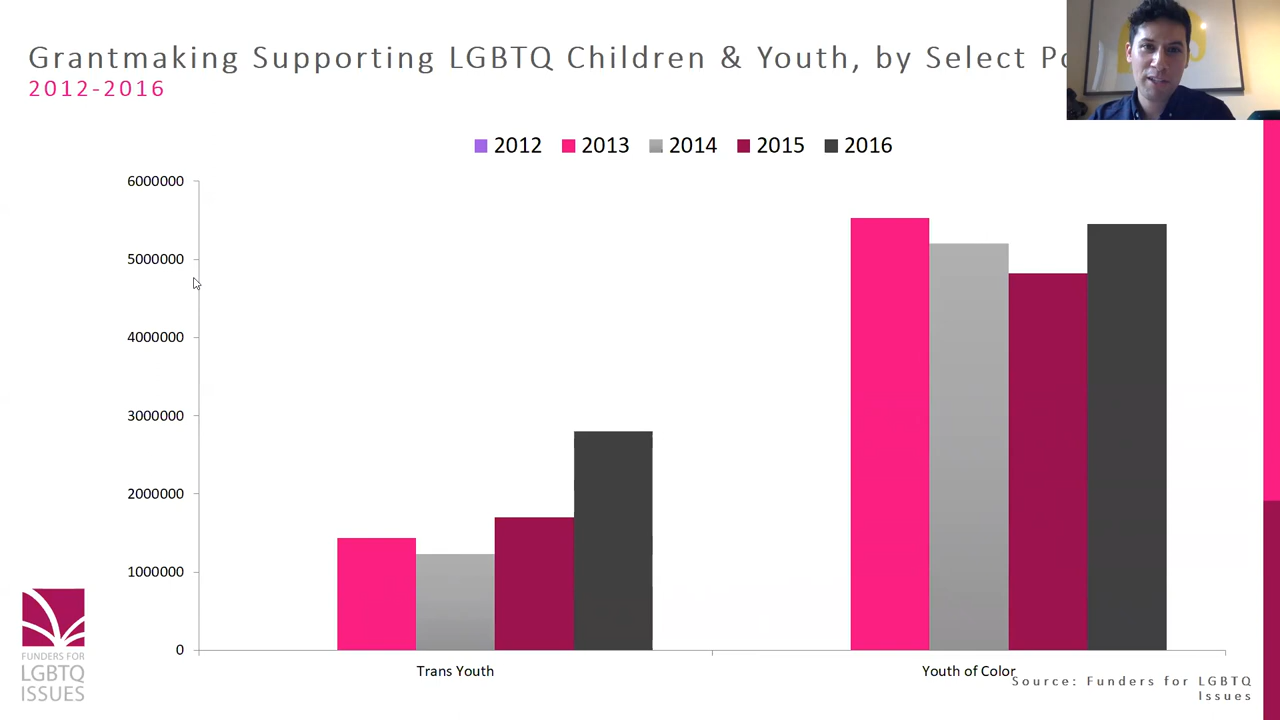 Grantmaking Supporting LGBTQ Children & Youth, by Select
2012-2016
2012 2013 2014 2015 2016
6000000
5000000
4000000
3000000
2000000
1000000
0
Trans Youth Youth of Color
Source: Funders for LGBTQ
Issues
FUNDERS FOR
LGBTQ
ISSUES